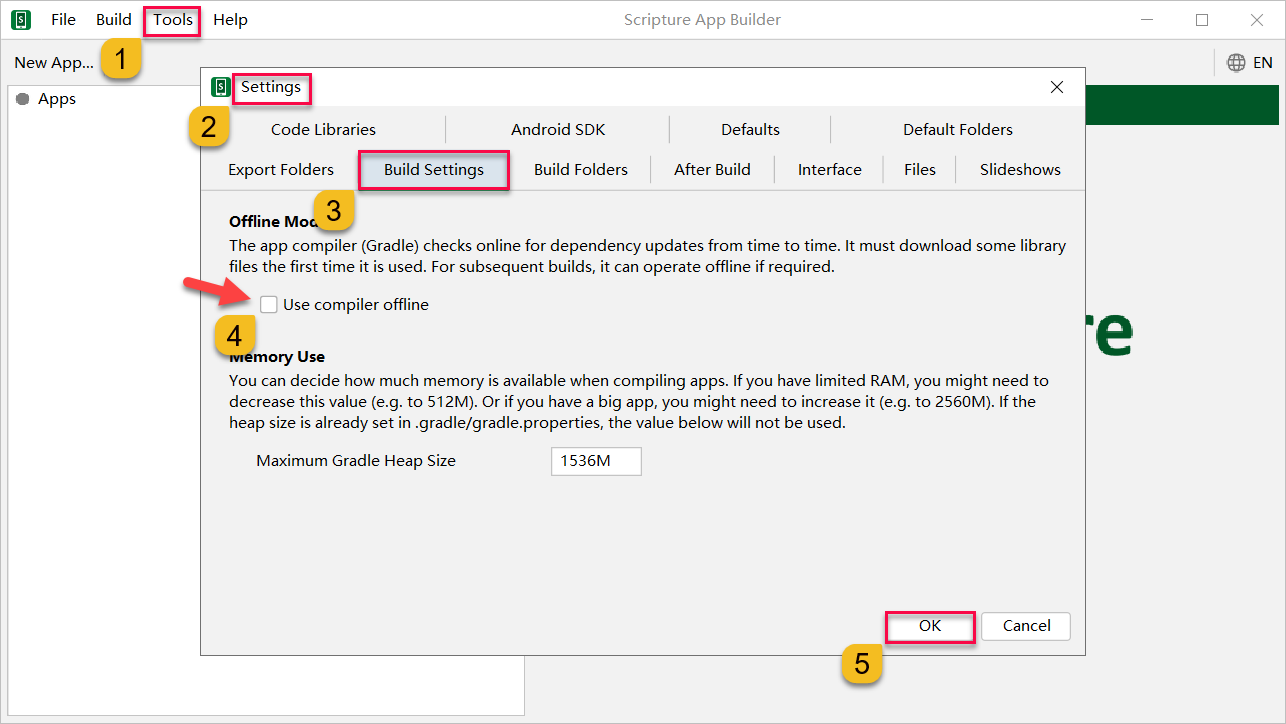 File Build Tools Help Scripture App Builder
1
New App... EN
Apps
Settings
2
Code Libraries Android SDK Defaults Default Folders
Export Folders Build Settings Build Folders After Build Interface Files Slideshows
3
Offline Mod
The app compiler (Gradle) checks online for dependency updates from time to time. It must download some library
files the first time it is used. For subsequent builds, it can operate offline if required.
Use compiler offline
4
re
Memory Use
You can decide how much memory is available when compiling apps. If you have limited RAM, you might need to
decrease this value (e.g. to 512M). Or if you have a big app, you might need to increase it (e.g. to 2560M). If the
heap size is already set in .gradle/gradle.properties, the value below will not be used.
Maximum Gradle Heap Size 1536M
OK Cancel
5